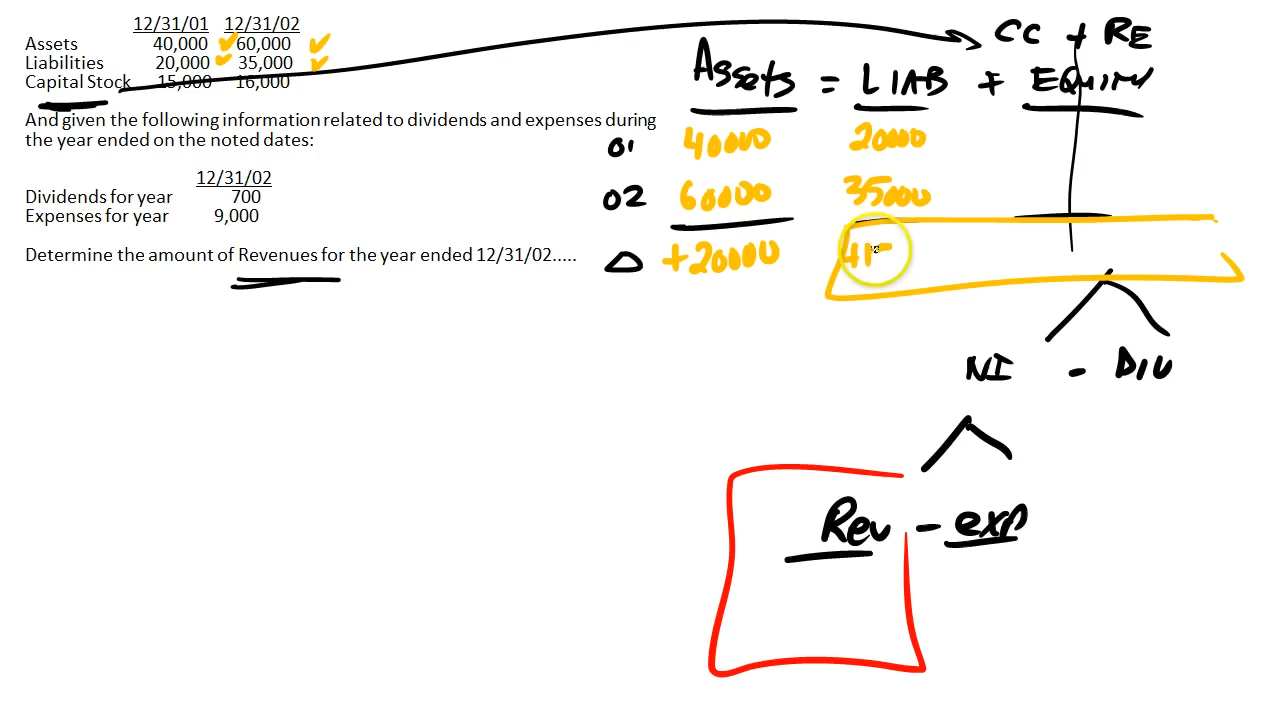 12/31/01 12/31/02
Assets 40,000 60,000
Liabilities 20,000 35,000
Capital Stock 15,000 16,000
And given the following information related to dividends and expenses during
the year ended on the noted dates:
12/31/02
Dividends for year 700
Expenses for year 9,000
Determine the amount of Revenues for the year ended 12/31/02.....
CC + RE
Assets = LIAB + EQUITY
01 40000 20000
02 60000 35000
Δ +20000
NI - DIV
Rev - exp